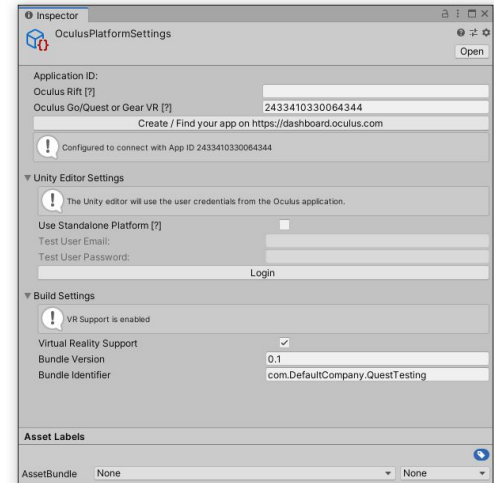 Inspector
OculusPlatformSettings
Open
Application ID:
Oculus Rift [?]
Oculus Go/Quest or Gear VR [?] 2433410330064344
Create / Find your app on https://dashboard.oculus.com
Configured to connect with App ID 2433410330064344
Unity Editor Settings
The Unity editor will use the user credentials from the Oculus application.
Use Standalone Platform [?]
Test User Email:
Test User Password:
Login
Build Settings
VR Support is enabled
Virtual Reality Support
Bundle Version 0.1
Bundle Identifier com.DefaultCompany.QuestTesting
Asset Labels
AssetBundle None None